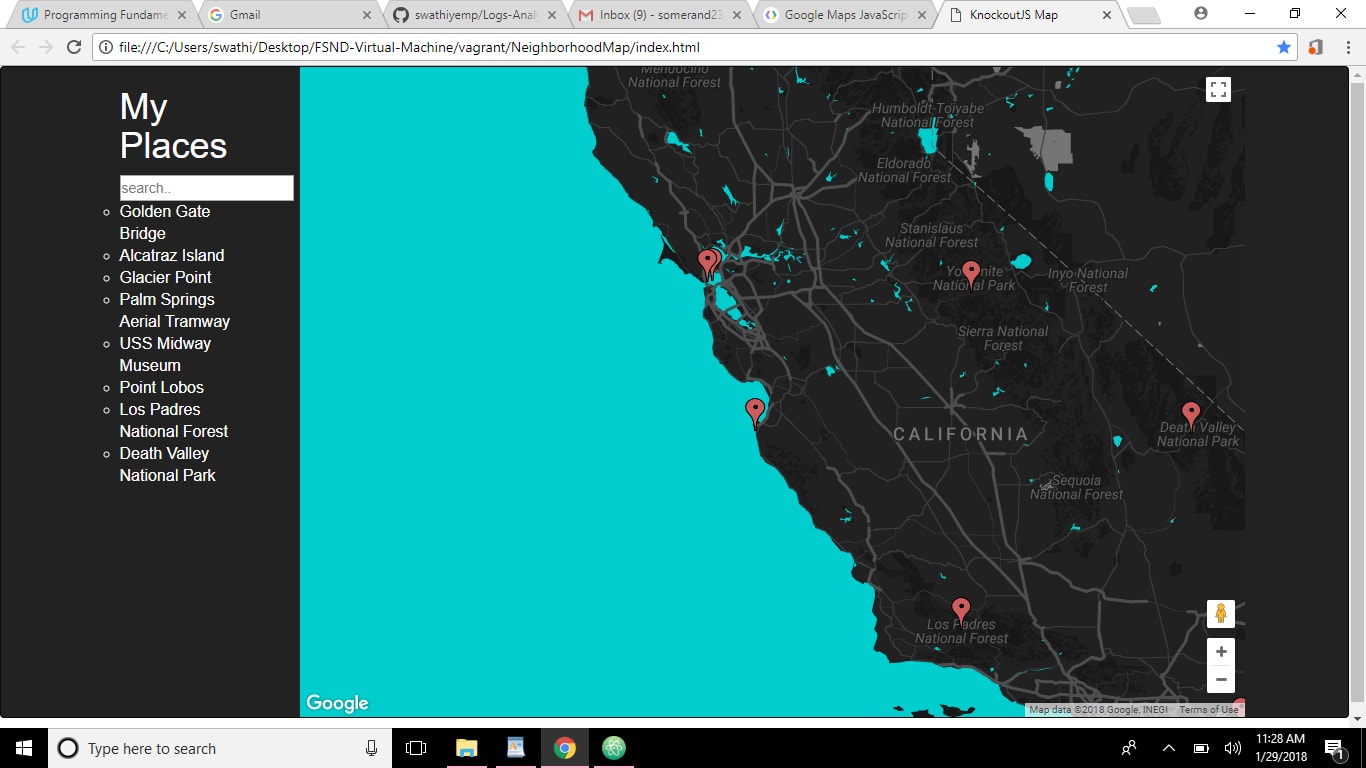 Programming Fundame
Gmail
swathiyemp/Logs-Anal
Inbox (9) - somerand23
Google Maps JavaScrip
KnockoutJS Map
file:///C:/Users/swathi/Desktop/FSND-Virtual-Machine/vagrant/NeighborhoodMap/index.html
My
Places
search..
Golden Gate
Bridge
Alcatraz Island
Glacier Point
Palm Springs
Aerial Tramway
USS Midway
Museum
Point Lobos
Los Padres
National Forest
Death Valley
National Park
Mendocino
National Forest
Humboldt-Toiyabe
National Forest
Eldorado
National Forest
Stanislaus
National Forest
Yosemite
National Park
Inyo National
Forest
Sierra National
Forest
CALIFORNIA
Death Valley
National Park
Sequoia
National Forest
Los Padres
National Forest
Google
Map data ©2018 Google, INEGI
Terms of Use
Type here to search
11:28 AM
1/29/2018
1